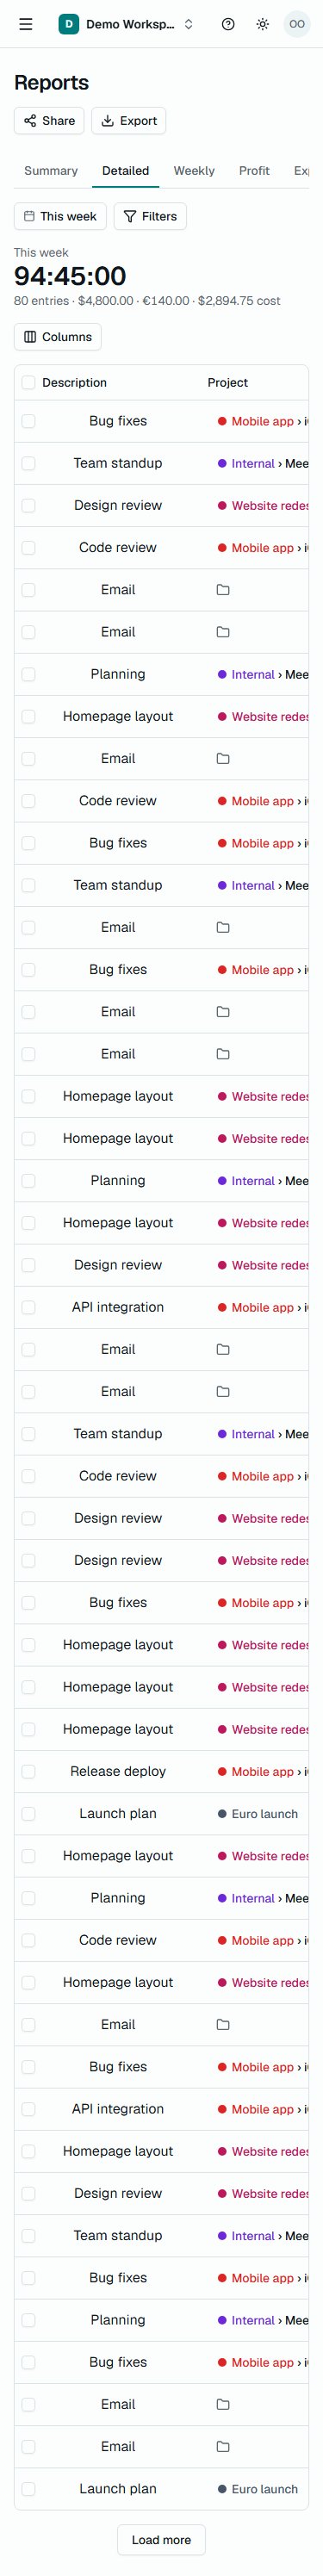 D Demo Worksp... OO
Reports
Share Export
Summary Detailed Weekly Profit Exp
This week Filters
This week
94:45:00
80 entries · $4,800.00 · €140.00 · $2,894.75 cost
Columns
Description Project
Bug fixes Mobile app › i
Team standup Internal › Mee
Design review Website redes
Code review Mobile app › i
Email
Email
Planning Internal › Mee
Homepage layout Website redes
Email
Code review Mobile app › i
Bug fixes Mobile app › i
Team standup Internal › Mee
Email
Bug fixes Mobile app › i
Email
Email
Homepage layout Website redes
Homepage layout Website redes
Planning Internal › Mee
Homepage layout Website redes
Design review Website redes
API integration Mobile app › i
Email
Email
Team standup Internal › Mee
Code review Mobile app › i
Design review Website redes
Design review Website redes
Bug fixes Mobile app › i
Homepage layout Website redes
Homepage layout Website redes
Homepage layout Website redes
Release deploy Mobile app › i
Launch plan Euro launch
Homepage layout Website redes
Planning Internal › Mee
Code review Mobile app › i
Homepage layout Website redes
Email
Bug fixes Mobile app › i
API integration Mobile app › i
Homepage layout Website redes
Design review Website redes
Team standup Internal › Mee
Bug fixes Mobile app › i
Planning Internal › Mee
Bug fixes Mobile app › i
Email
Email
Launch plan Euro launch
Load more